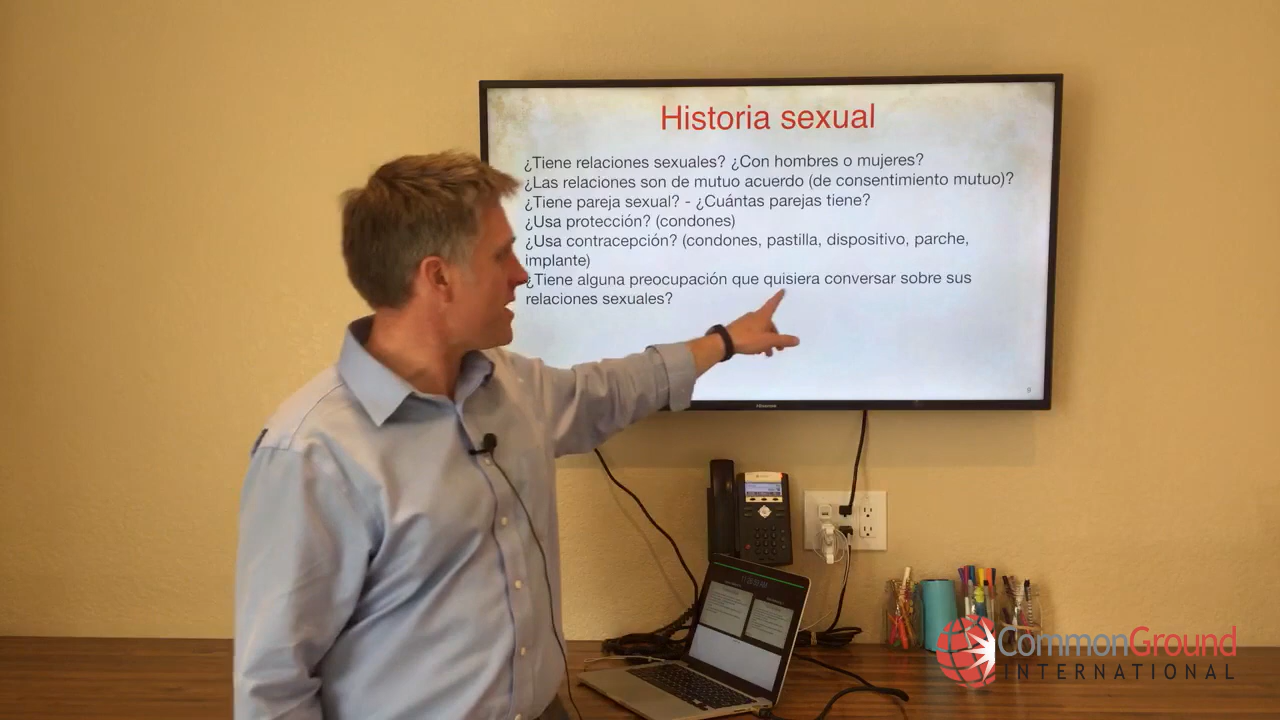 Historia sexual
¿Tiene relaciones sexuales? ¿Con hombres o mujeres?
¿Las relaciones son de mutuo acuerdo (de consentimiento mutuo)?
¿Tiene pareja sexual? - ¿Cuántas parejas tiene?
¿Usa protección? (condones)
¿Usa contracepción? (condones, pastilla, dispositivo, parche,
implante)
¿Tiene alguna preocupación que quisiera conversar sobre sus
relaciones sexuales?
Hisense
CommonGround
INTERNATIONAL